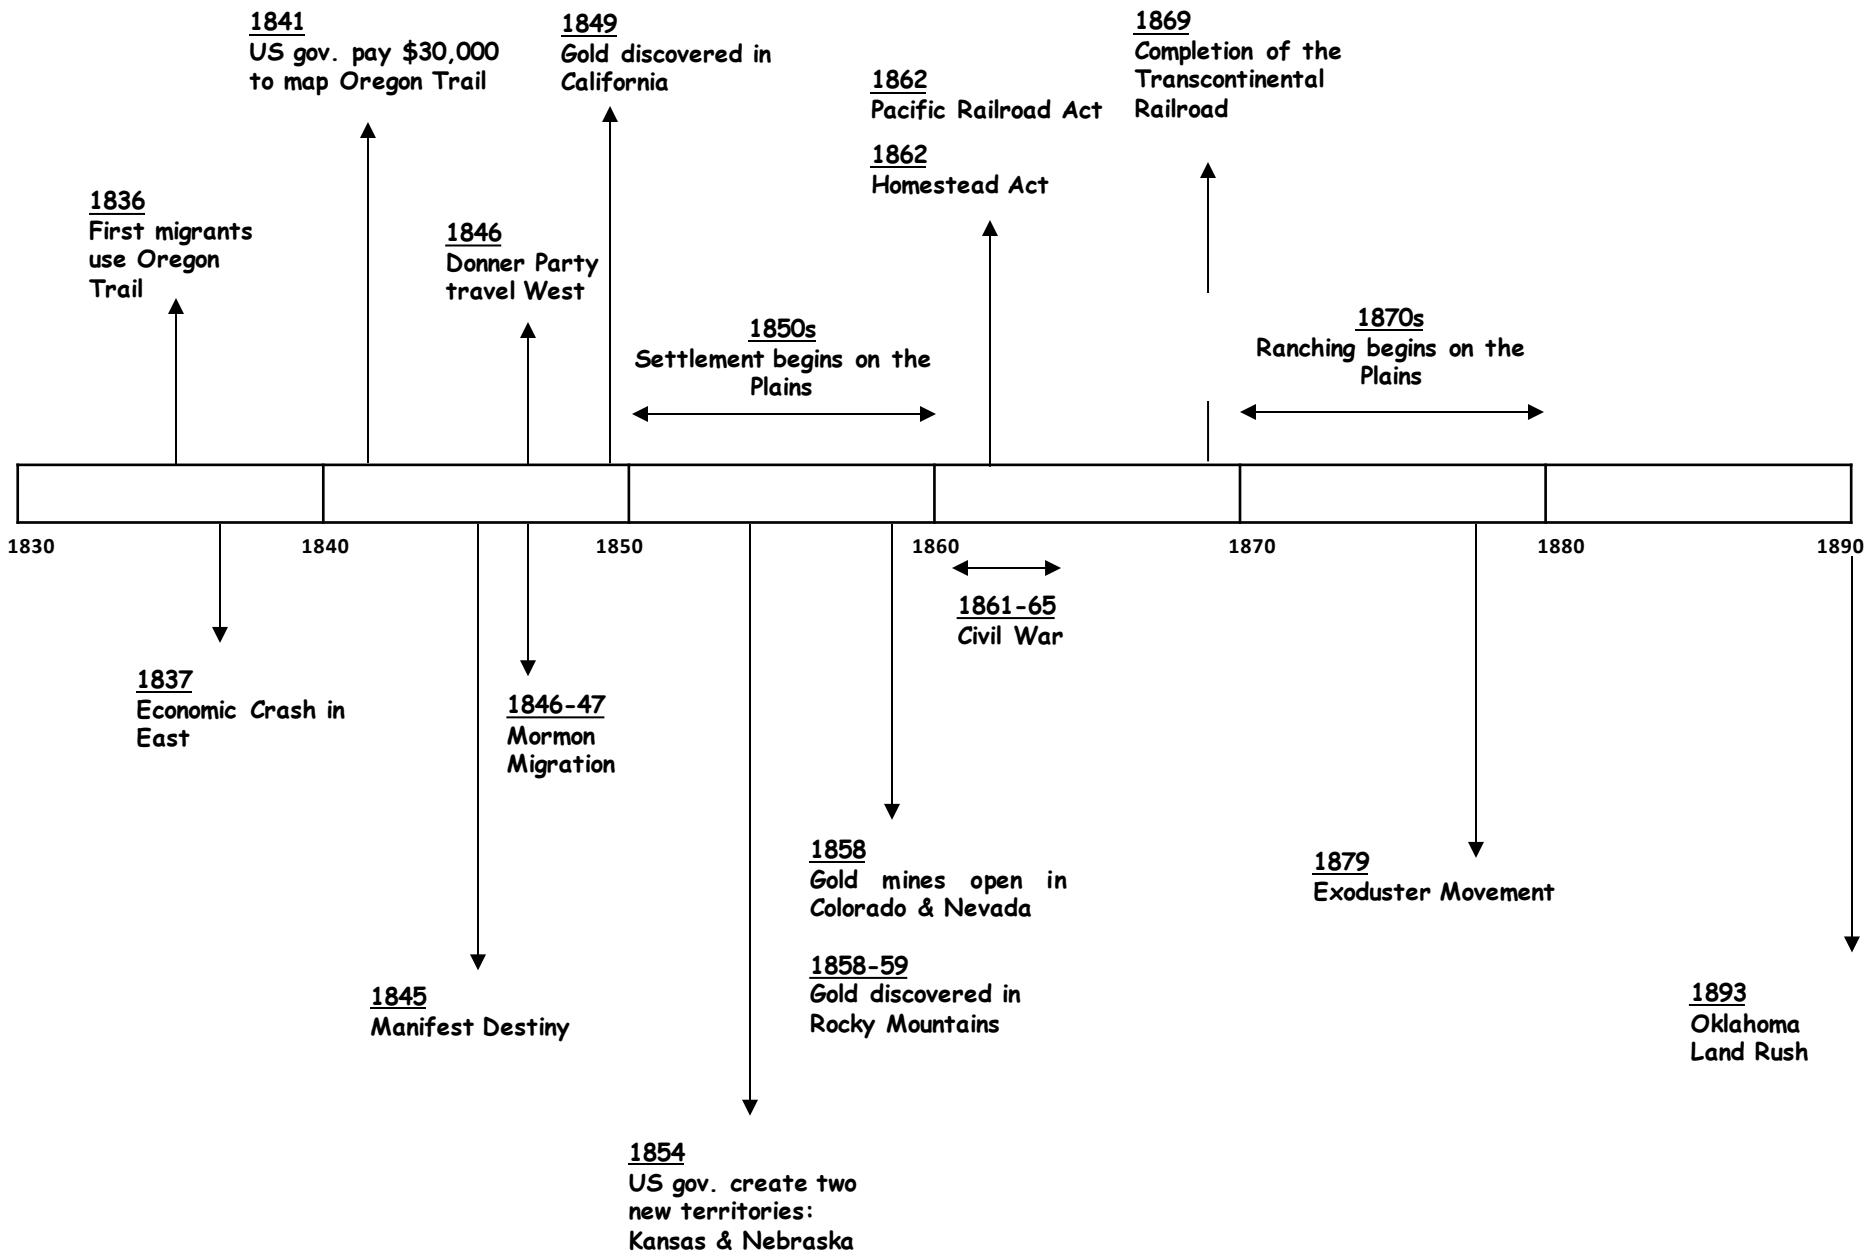 1841
US gov. pay $30,000
to map Oregon Trail
1849
Gold discovered in
California
1862
Pacific Railroad Act
1862
Homestead Act
1869
Completion of the
Transcontinental
Railroad
1836
First migrants
use Oregon
Trail
1846
Donner Party
travel West
1850s
Settlement begins on the
Plains
1870s
Ranching begins on the
Plains
1830
1840
1850
1860
1870
1880
1890
1861-65
Civil War
1837
Economic Crash in
East
1846-47
Mormon
Migration
1858
Gold mines open in
Colorado & Nevada
1858-59
Gold discovered in
Rocky Mountains
1879
Exoduster Movement
1845
Manifest Destiny
1893
Oklahoma
Land Rush
1854
US gov. create two
new territories:
Kansas & Nebraska